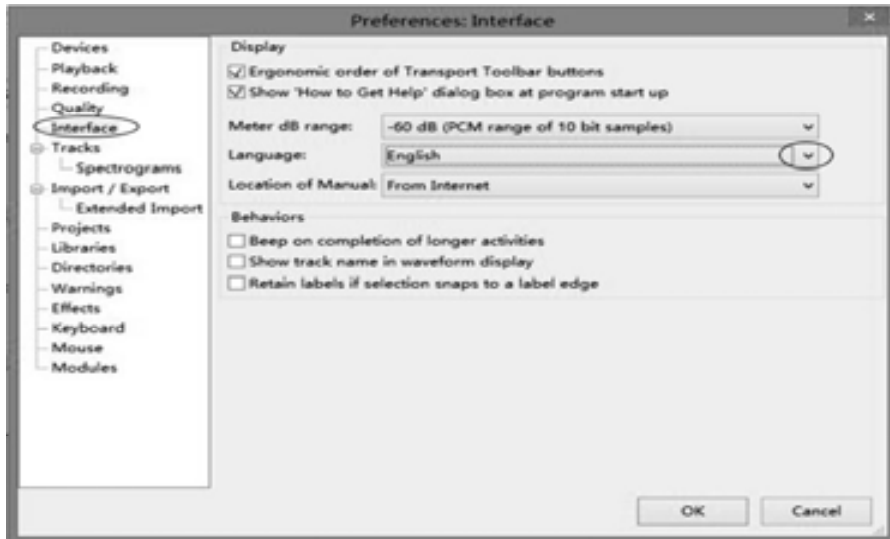 Preferences: Interface
Devices
Playback
Recording
Quality
Interface
Tracks
Spectrograms
Import / Export
Extended Import
Projects
Libraries
Directories
Warnings
Effects
Keyboard
Mouse
Modules
Display
Ergonomic order of Transport Toolbar buttons
Show 'How to Get Help' dialog box at program start up
Meter dB range: -60 dB (PCM range of 10 bit samples)
Language: English
Location of Manual: From Internet
Behaviors
Beep on completion of longer activities
Show track name in waveform display
Retain labels if selection snaps to a label edge
OK Cancel